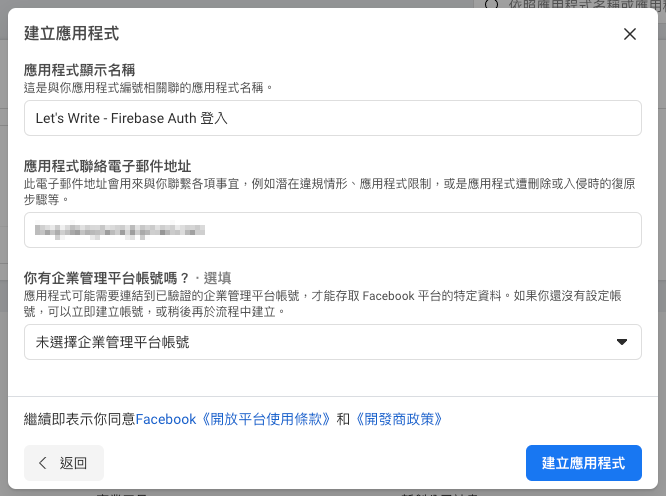 依照應用程式名稱或應用程
建立應用程式
應用程式顯示名稱
這是與你應用程式編號相關聯的應用程式名稱。
Let's Write - Firebase Auth 登入
應用程式聯絡電子郵件地址
此電子郵件地址會用來與你聯繫各項事宜，例如潛在違規情形、應用程式限制，或是應用程式遭刪除或入侵時的復原
步驟等。
你有企業管理平台帳號嗎？ · 選填
應用程式可能需要連結到已驗證的企業管理平台帳號，才能存取 Facebook 平台的特定資料。如果你還沒有設定帳
號，可以立即建立帳號，或稍後再於流程中建立。
未選擇企業管理平台帳號
繼續即表示你同意Facebook《開放平台使用條款》和《開發商政策》
返回
建立應用程式